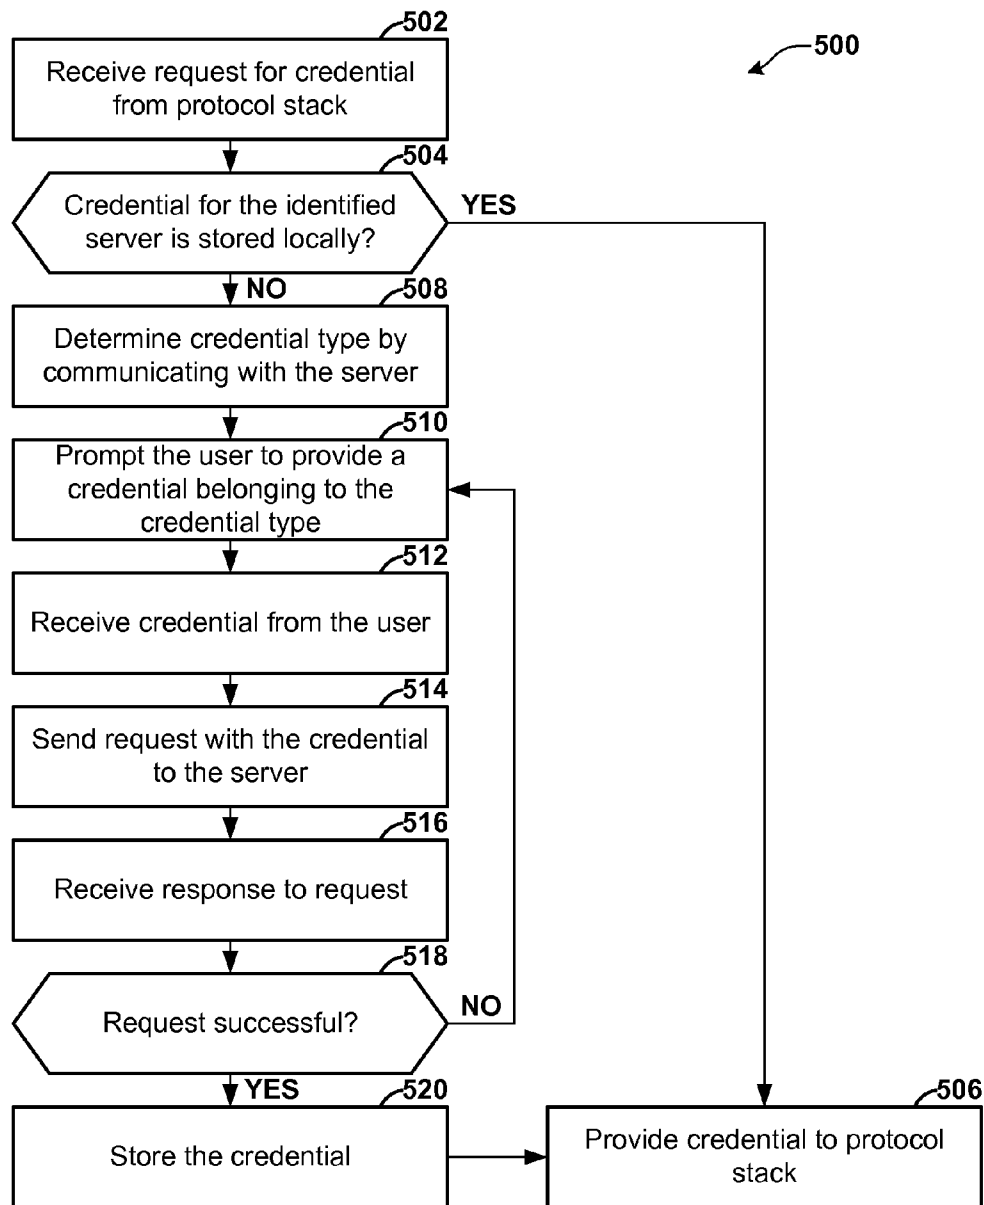 502
500
Receive request for credential
from protocol stack
504
Credential for the identified
server is stored locally?
YES
NO
508
Determine credential type by
communicating with the server
510
Prompt the user to provide a
credential belonging to the
credential type
512
Receive credential from the user
514
Send request with the credential
to the server
516
Receive response to request
518
Request successful?
NO
YES
520
Store the credential
506
Provide credential to protocol
stack